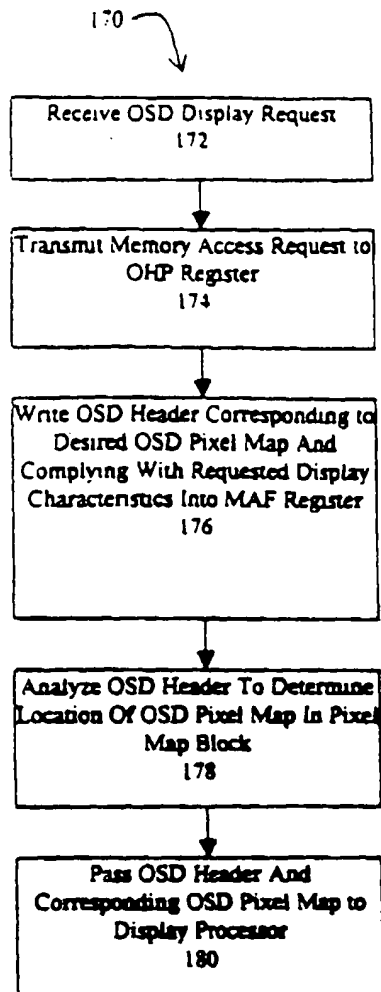 170
Receive OSD Display Request
172
Transmit Memory Access Request to
OHP Register
174
Write OSD Header Corresponding to
Desired OSD Pixel Map And
Complying With Requested Display
Characteristics Into MAF Register
176
Analyze OSD Header To Determine
Location Of OSD Pixel Map In Pixel
Map Block
178
Pass OSD Header And
Corresponding OSD Pixel Map to
Display Processor
180